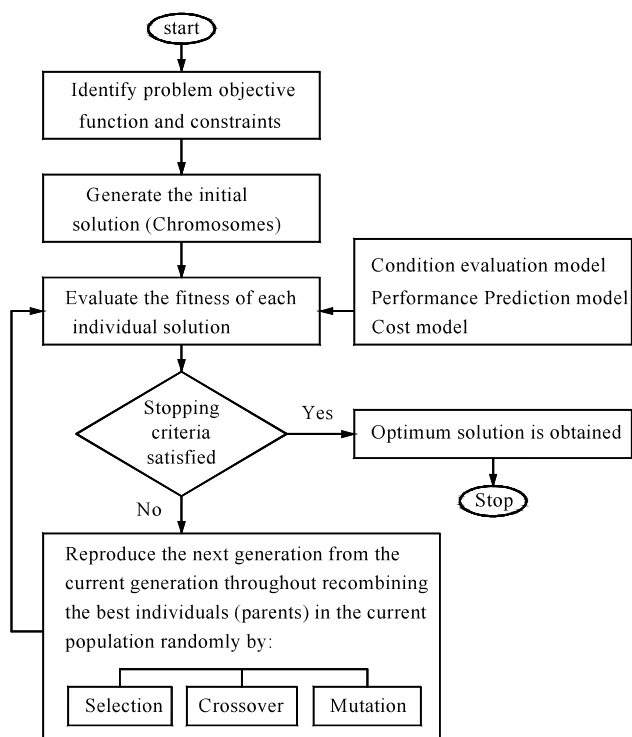 start
Identify problem objective
function and constraints
Generate the initial
solution (Chromosomes)
Evaluate the fitness of each
individual solution
Condition evaluation model
Performance Prediction model
Cost model
Stopping
criteria
satisfied
Yes
Optimum solution is obtained
Stop
No
Reproduce the next generation from the
current generation throughout recombining
the best individuals (parents) in the current
population randomly by:
Selection
Crossover
Mutation